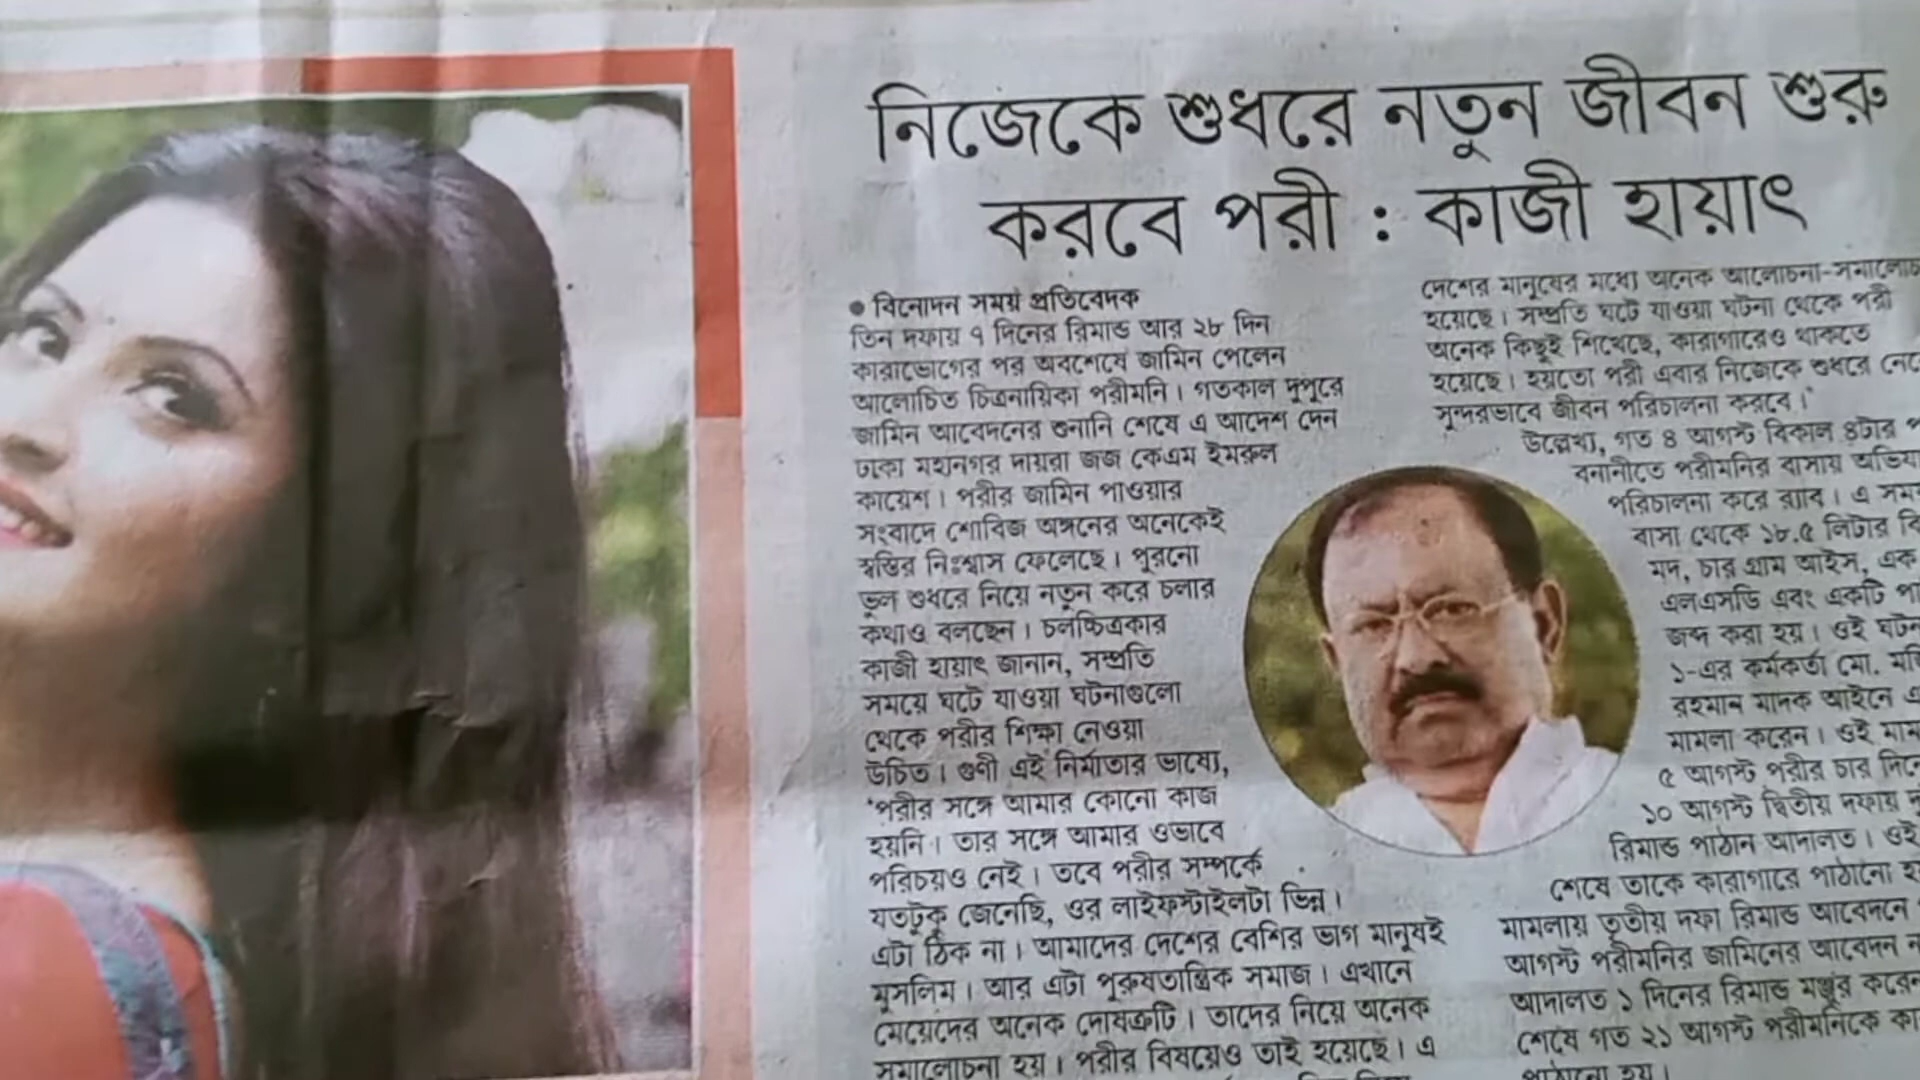 নিজেকে শুধরে নতুন জীবন শুরু
করবে পরী : কাজী হায়াৎ
● বিনোদন সময় প্রতিবেদক
তিন দফায় ৭ দিনের রিমান্ড আর ২৮ দিন
কারাভোগের পর অবশেষে জামিন পেলেন
আলোচিত চিত্রনায়িকা পরীমনি। গতকাল দুপুরে
জামিন আবেদনের শুনানি শেষে এ আদেশ দেন
ঢাকা মহানগর দায়রা জজ কেএম ইমরুল
কায়েশ। পরীর জামিন পাওয়ার
সংবাদে শোবিজ অঙ্গনের অনেকেই
স্বস্তির নিঃশ্বাস ফেলেছে। পুরনো
ভুল শুধরে নিয়ে নতুন করে চলার
কথাও বলছেন। চলচ্চিত্রকার
কাজী হায়াৎ জানান, সম্প্রতি
সময়ে ঘটে যাওয়া ঘটনাগুলো
থেকে পরীর শিক্ষা নেওয়া
উচিত। গুণী এই নির্মাতার ভাষ্যে,
‘পরীর সঙ্গে আমার কোনো কাজ
হয়নি। তার সঙ্গে আমার ওভাবে
পরিচয়ও নেই। তবে পরীর সম্পর্কে
যতটুকু জেনেছি, ওর লাইফস্টাইলটা ভিন্ন।
এটা ঠিক না। আমাদের দেশের বেশির ভাগ মানুষই
মুসলিম। আর এটা পুরুষতান্ত্রিক সমাজ। এখানে
মেয়েদের অনেক দোষত্রুটি। তাদের নিয়ে অনেক
সমালোচনা হয়। পরীর বিষয়েও তাই হয়েছে। এ
দেশের মানুষের মধ্যে অনেক আলোচনা-সমালোচ
হয়েছে। সম্প্রতি ঘটে যাওয়া ঘটনা থেকে পরী
অনেক কিছুই শিখেছে, কারাগারেও থাকতে
হয়েছে। হয়তো পরী এবার নিজেকে শুধরে নেে
সুন্দরভাবে জীবন পরিচালনা করবে।’
উল্লেখ্য, গত ৪ আগস্ট বিকাল ৪টার প
বনানীতে পরীমনির বাসায় অভিয
পরিচালনা করে র‍্যাব। এ সময়
বাসা থেকে ১৮.৫ লিটার বি
মদ, চার গ্রাম আইস, এক
এলএসডি এবং একটি পা
জব্দ করা হয়। ওই ঘটন
১-এর কর্মকর্তা মো. মজি
রহমান মাদক আইনে এ
মামলা করেন। ওই মাম
৫ আগস্ট পরীর চার দিনে
১০ আগস্ট দ্বিতীয় দফায় দু
রিমান্ড পাঠান আদালত। ওই
শেষে তাকে কারাগারে পাঠানো হ
মামলায় তৃতীয় দফা রিমান্ড আবেদনে
আগস্ট পরীমনির জামিনের আবেদন ন
আদালত ১ দিনের রিমান্ড মঞ্জুর করেন
শেষে গত ২১ আগস্ট পরীমনিকে কা
পাঠানো হয়।